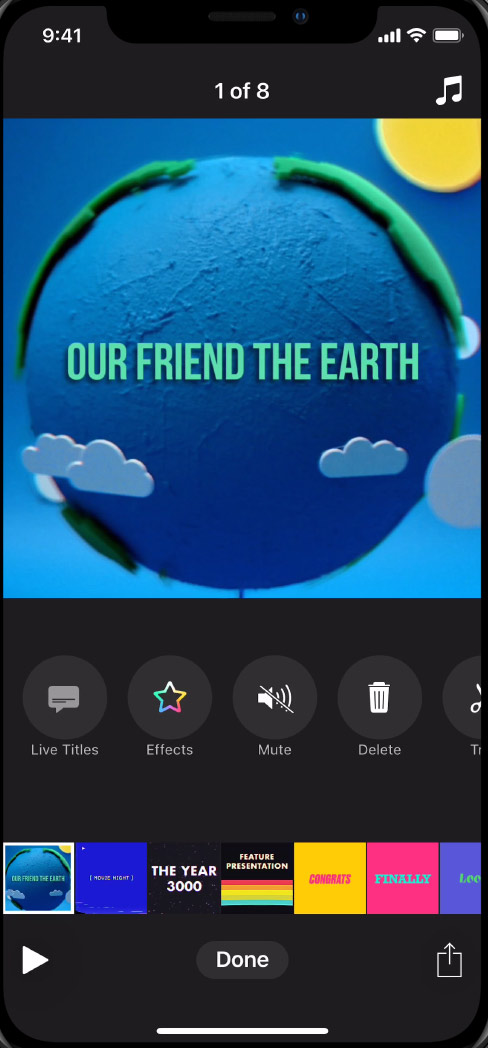 9:41
1 of 8
OUR FRIEND THE EARTH
Live Titles
Effects
Mute
Delete
Tr
OUR FRIEND THE EARTH
[ MOVIE NIGHT ]
THE YEAR
3000
FEATURE
PRESENTATION
CONGRATS
FINALLY
Done